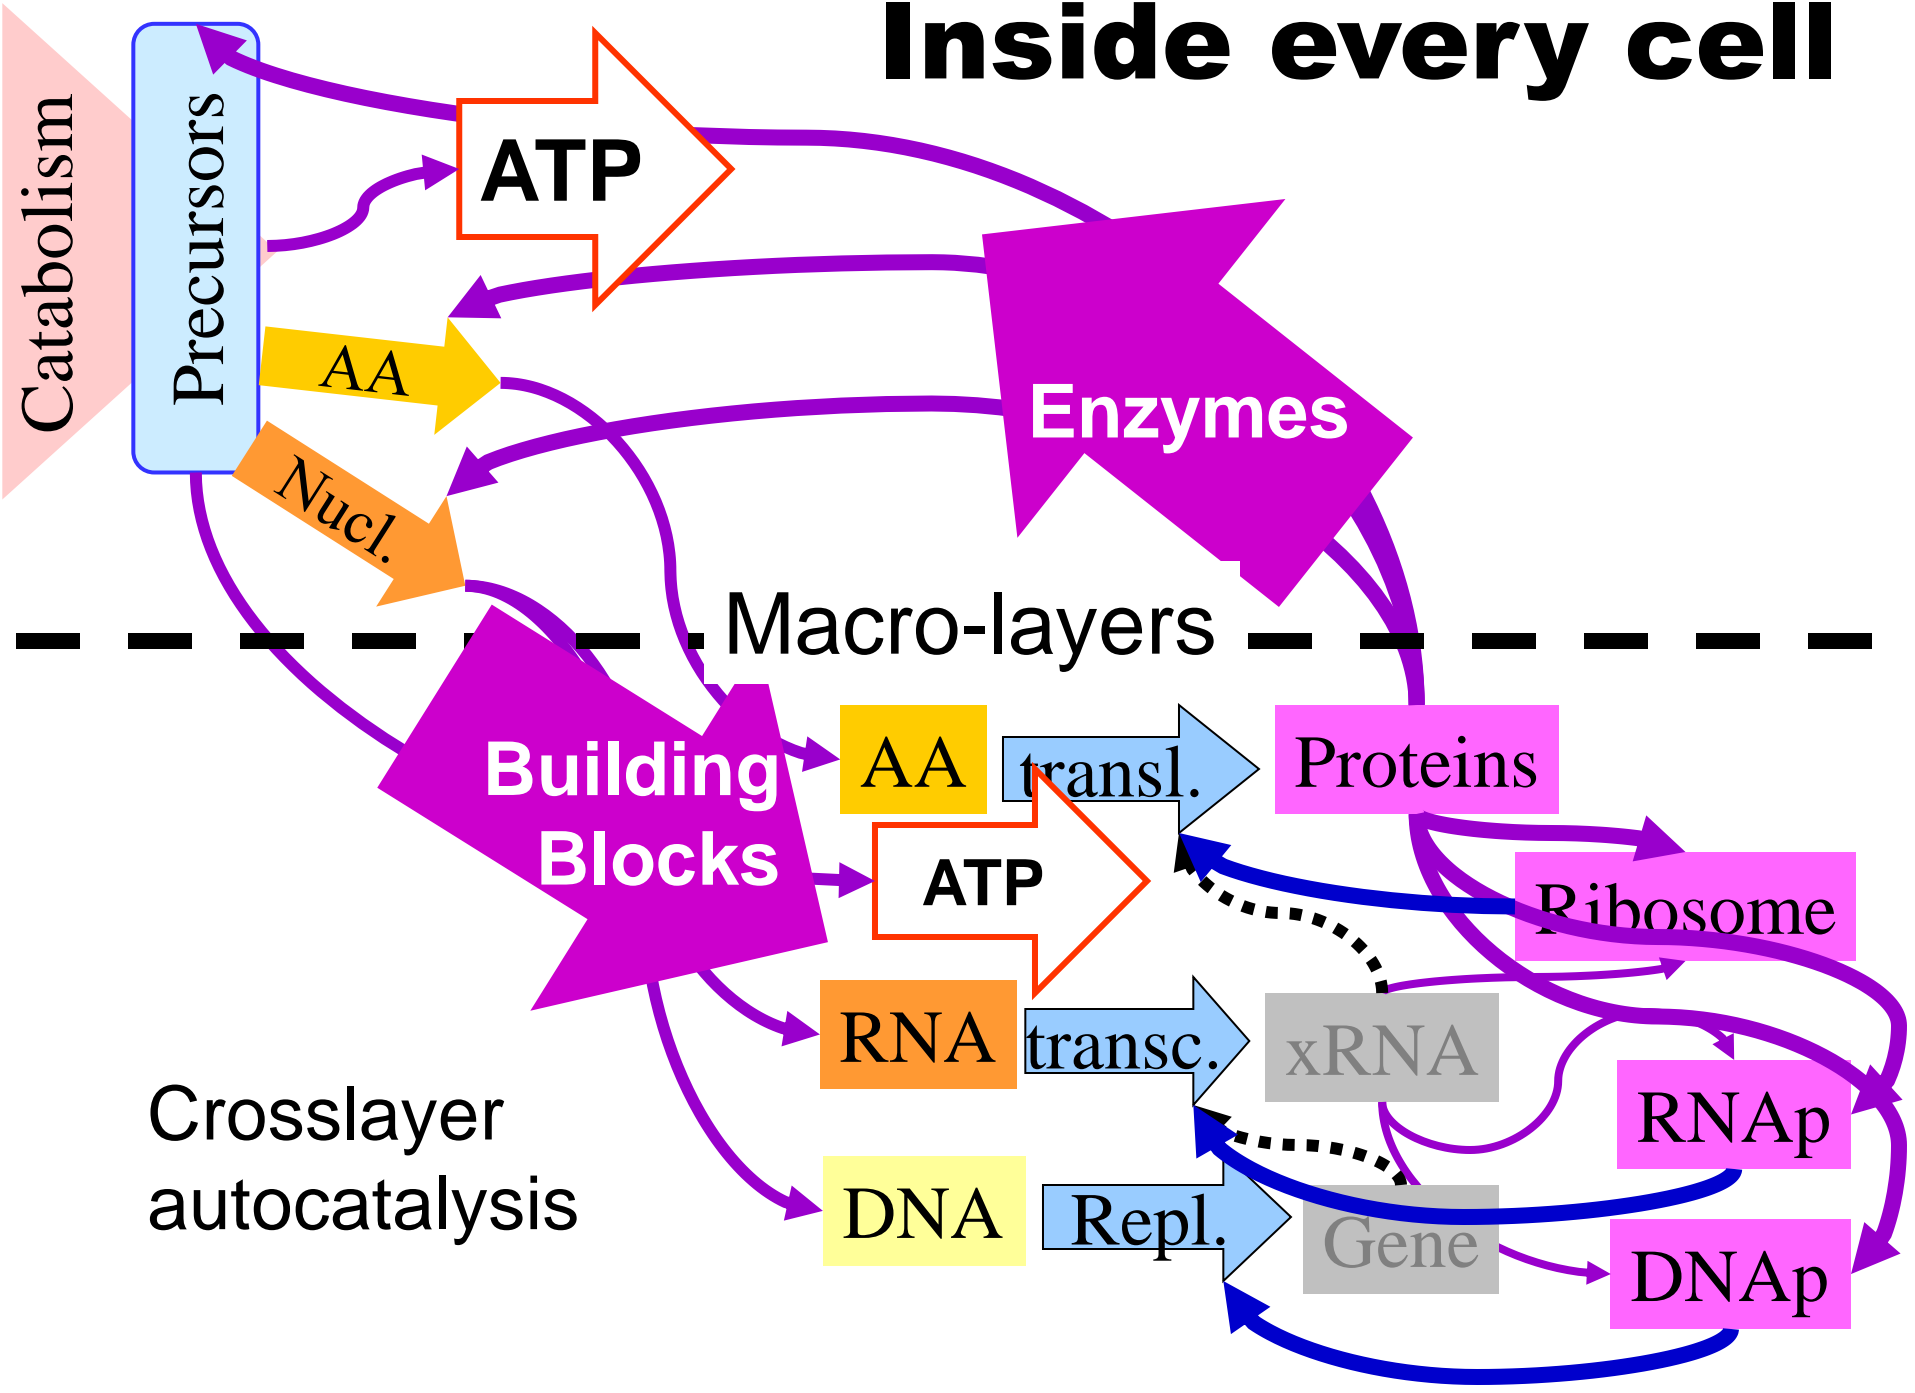 Inside every cell
Catabolism
Precursors
ATP
AA
Nucl.
Enzymes
Macro-layers
Building
Blocks
AA
transl.
Proteins
ATP
Ribosome
RNA
transc.
xRNA
RNAp
Crosslayer
autocatalysis
DNA
Repl.
Gene
DNAp